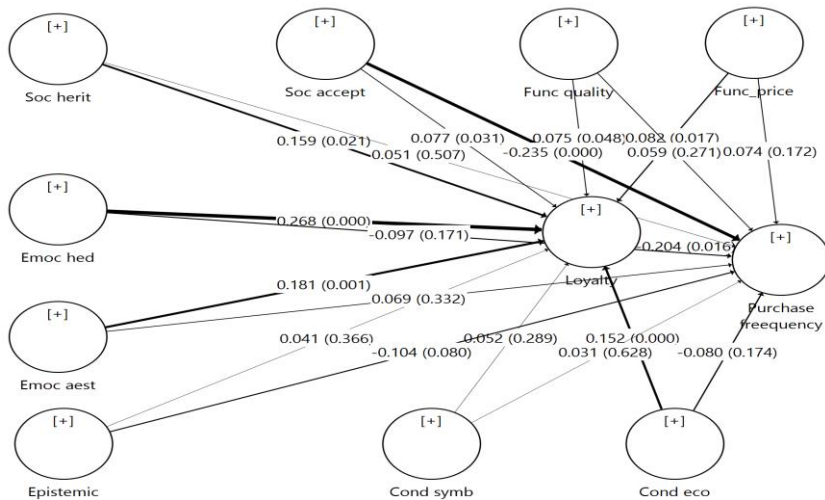 [+]
[+]
[+]
[+]
Soc herit
Soc accept
Func quality
Func_price
0.159 (0.021)
0.077 (0.031)
0.075 (0.048)
0.082 (0.017)
0.051 (0.507)
-0.235 (0.000)
0.059 (0.271)
0.074 (0.172)
[+]
[+]
[+]
Emoc hed
0.268 (0.000)
-0.097 (0.171)
-0.204 (0.016)
Loyalty
Purchase
freequency
[+]
0.181 (0.001)
0.069 (0.332)
Emoc aest
0.041 (0.366)
0.052 (0.289)
0.152 (0.000)
-0.104 (0.080)
0.031 (0.628)
-0.080 (0.174)
[+]
[+]
[+]
Epistemic
Cond symb
Cond eco